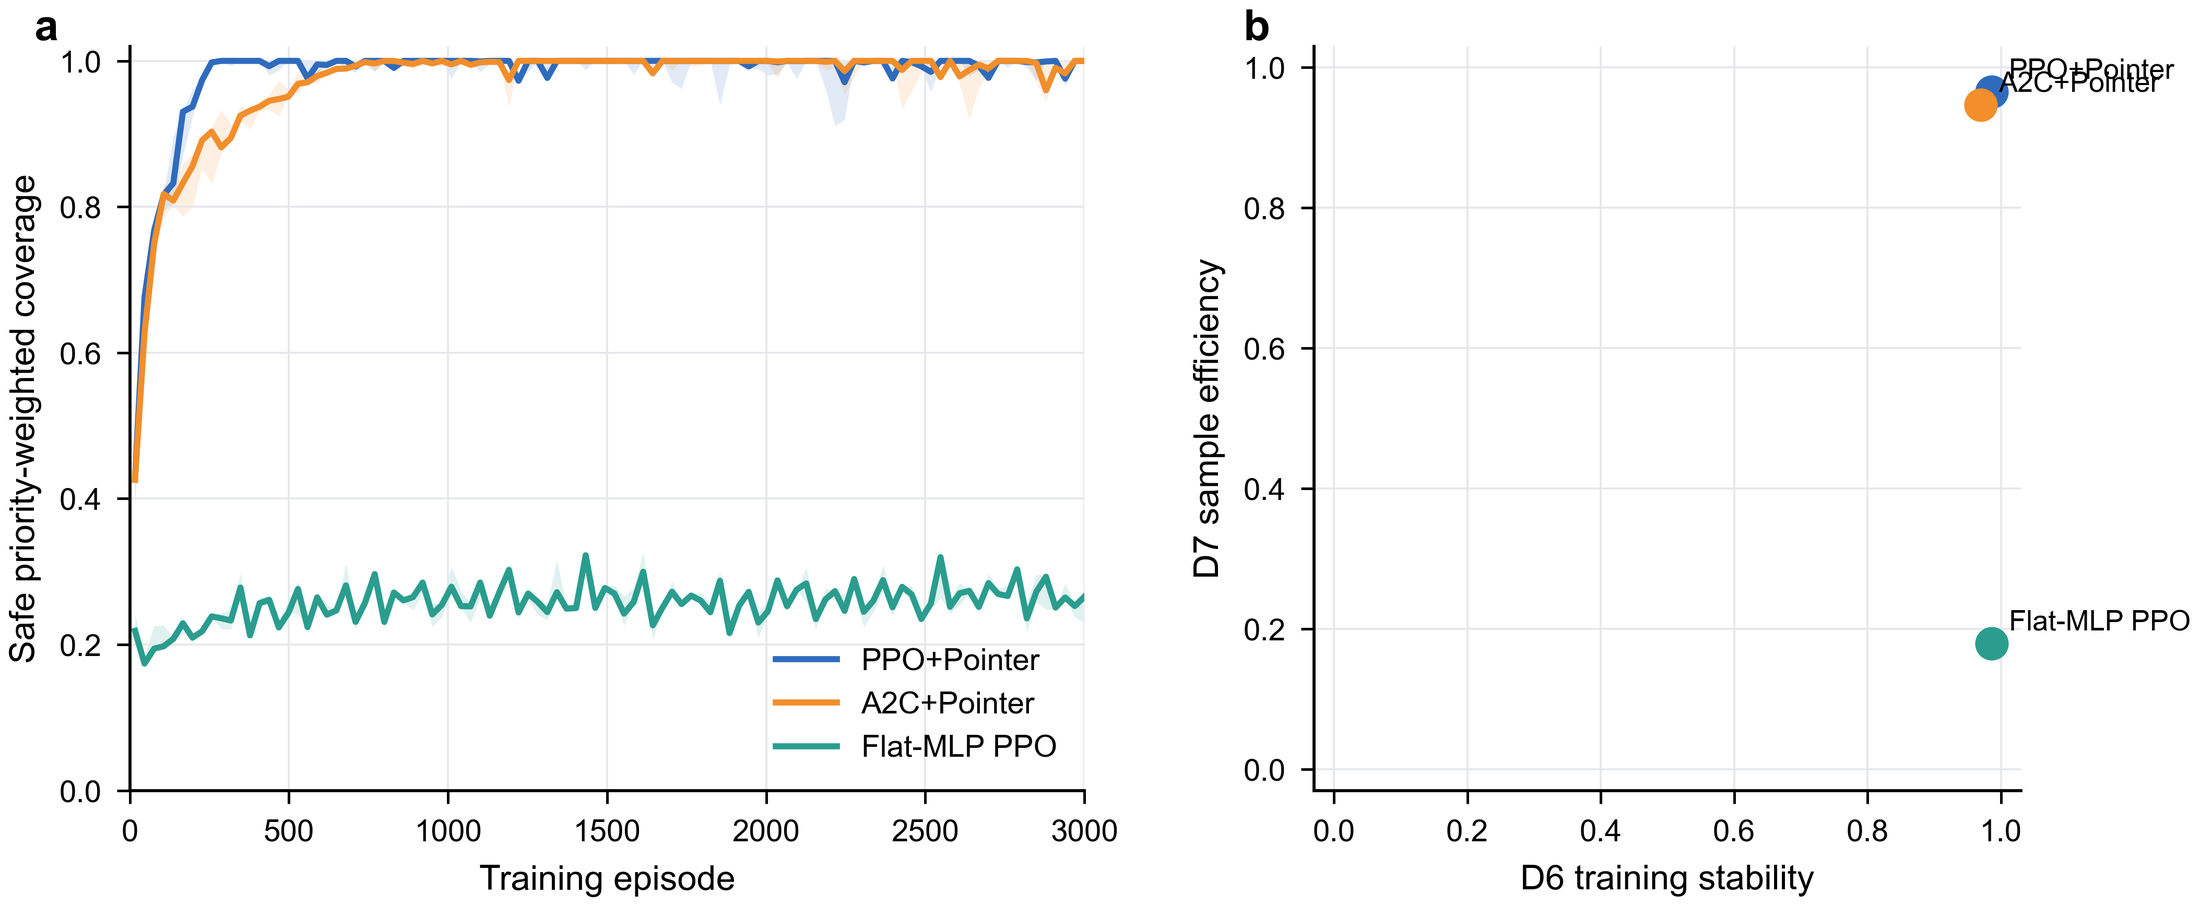 a
1.0
0.8
0.6
0.4
0.2
0.0
Safe priority-weighted coverage
0 500 1000 1500 2000 2500 3000
Training episode
PPO+Pointer
A2C+Pointer
Flat-MLP PPO
b
1.0
0.8
0.6
0.4
0.2
0.0
D7 sample efficiency
PPO+Pointer
A2C+Pointer
Flat-MLP PPO
0.0 0.2 0.4 0.6 0.8 1.0
D6 training stability